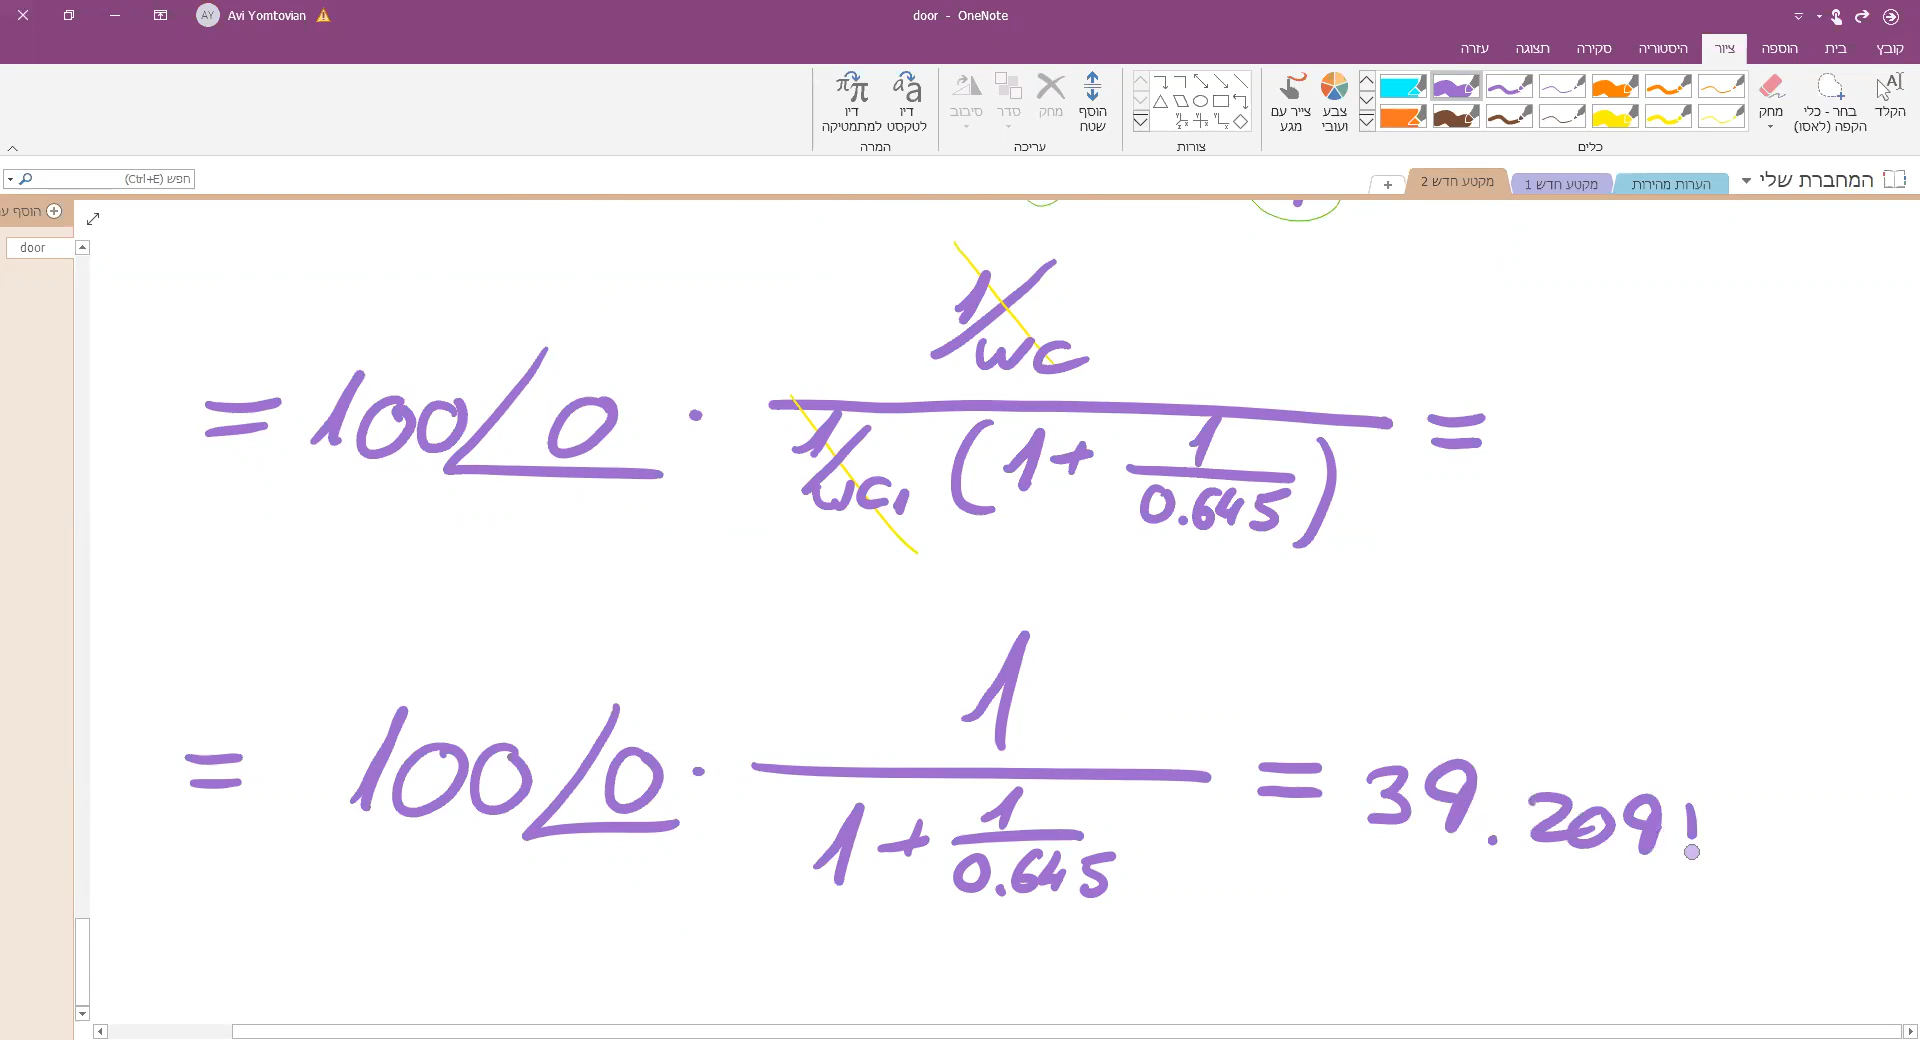 AY Avi Yomtovian
door - OneNote
קובץ בית הוספה ציור היסטוריה סקירה תצוגה עזרה
הקלד
בחר - כלי הקפה (לאסו)
מחק
כלים
צבע ועובי
צייר עם מגע
צורות
הוסף שטח
מחק
סדר
סיבוב
עריכה
דיו לטקסט
דיו למתמטיקה
המרה
המחברת שלי
הערות מהירות
מקטע חדש 1
מקטע חדש 2
+
חפש (Ctrl+E)
door
1/wc
= 100∠0 · =
1/wc, (1 + 1/0.645)
1
= 100∠0 · = 39.209!
1 + 1/0.645